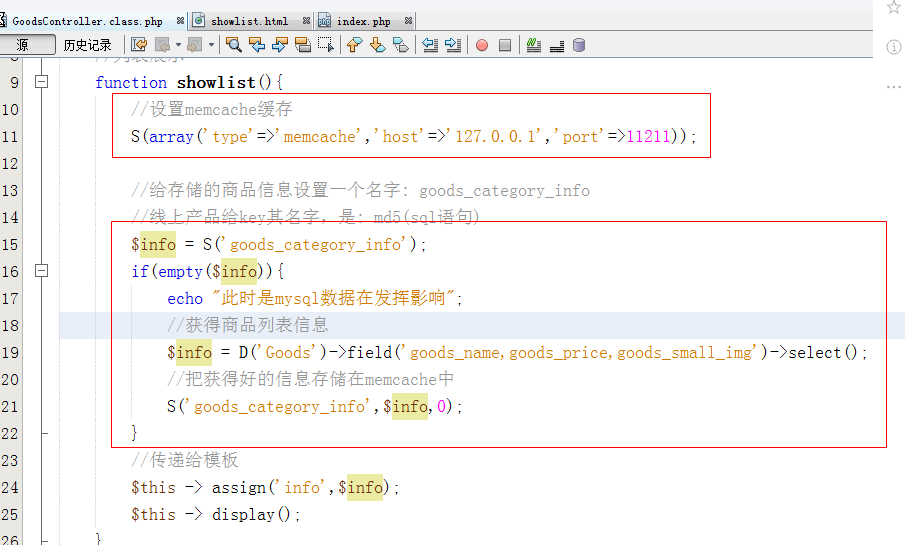 GoodsController.class.php showlist.html index.php
源 历史记录
8 //列表展示
9 function showlist(){
10 //设置memcache缓存
11 S(array('type'=>'memcache','host'=>'127.0.0.1','port'=>11211));
12
13 //给存储的商品信息设置一个名字: goods_category_info
14 //线上产品给key其名字，是: md5(sql语句)
15 $info = S('goods_category_info');
16 if(empty($info)){
17 echo "此时是mysql数据在发挥影响";
18 //获得商品列表信息
19 $info = D('Goods')->field('goods_name,goods_price,goods_small_img')->select();
20 //把获得好的信息存储在memcache中
21 S('goods_category_info',$info,0);
22 }
23 //传递给模板
24 $this -> assign('info',$info);
25 $this -> display();
26 }